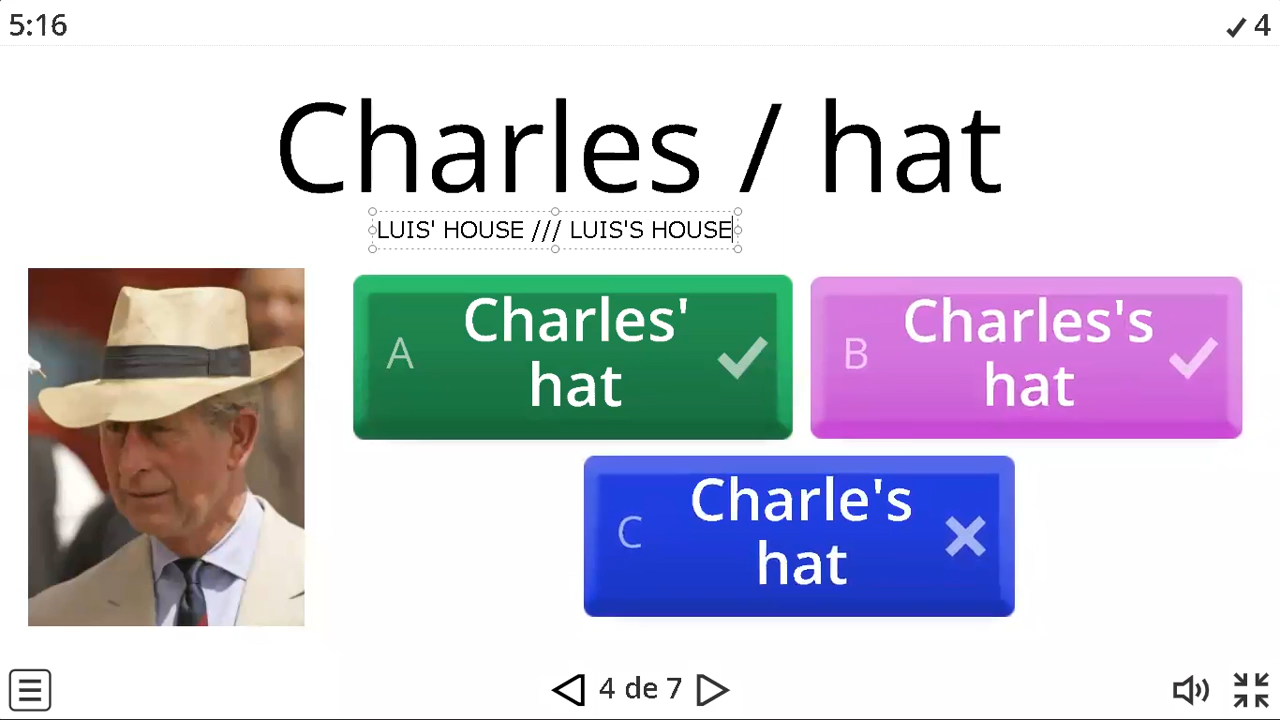 5:16
4
Charles / hat
LUIS' HOUSE /// LUIS'S HOUSE
A
Charles'
hat
B
Charles's
hat
C
Charle's
hat
4 de 7